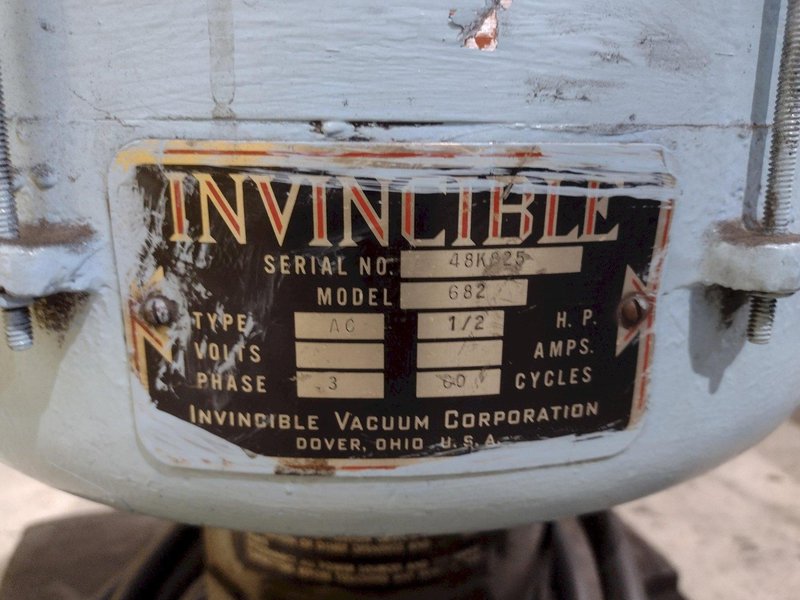 INVINCIBLE
SERIAL NO. 48K825
MODEL 682
TYPE AC 1/2 H. P.
VOLTS AMPS.
PHASE 3 60 CYCLES
INVINCIBLE VACUUM CORPORATION
DOVER, OHIO U. S. A.